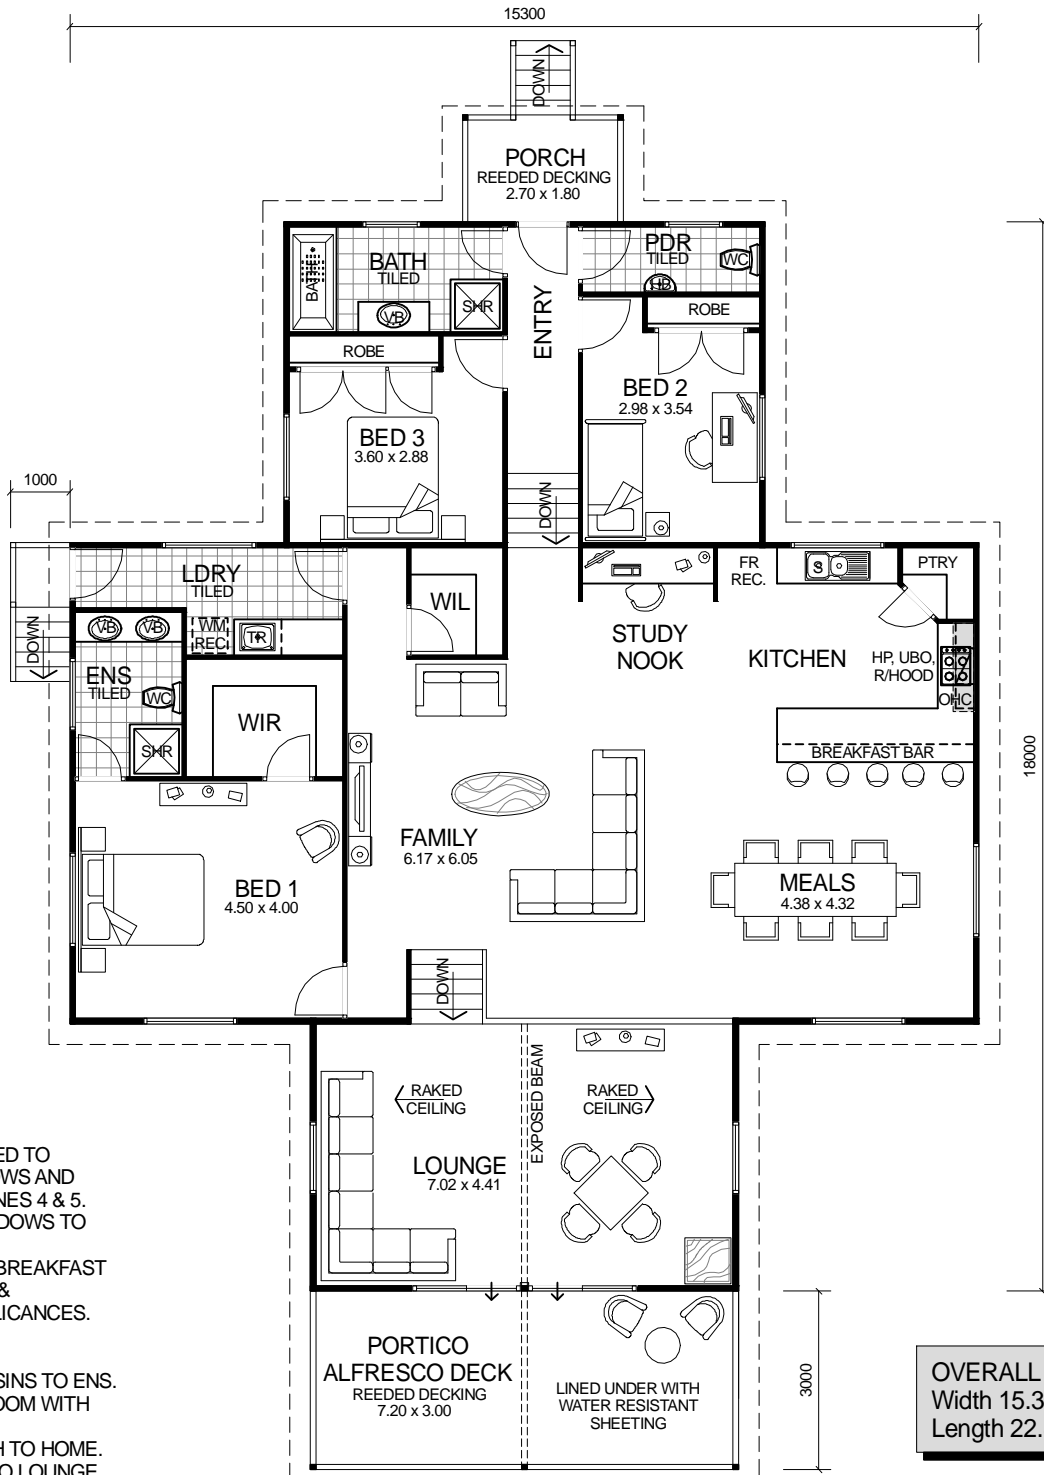 15300
DOWN
PORCH
REEDED DECKING
2.70 x 1.80
BATH
BATH
TILED
VB
SHR
PDR
TILED
WC
HB
ENTRY
ROBE
ROBE
BED 2
2.98 x 3.54
BED 3
3.60 x 2.88
1000
DOWN
LDRY
TILED
WIL
FR
REC.
S
PTRY
DOWN
VB
VB
WM
REC
TR
STUDY
NOOK
KITCHEN
HP, UBO,
R/HOOD
OHC
ENS
TILED
WC
SHR
WIR
BREAKFAST BAR
18000
FAMILY
6.17 x 6.05
BED 1
4.50 x 4.00
MEALS
4.38 x 4.32
DOWN
EXPOSED BEAM
RAKED
CEILING
RAKED
CEILING
LOUNGE
7.02 x 4.41
ED TO
OWS AND
NES 4 & 5.
DOWS TO
BREAKFAST
&
LICANCES.
SINS TO ENS.
OOM WITH
H TO HOME.
O LOUNGE
PORTICO
ALFRESCO DECK
REEDED DECKING
7.20 x 3.00
LINED UNDER WITH
WATER RESISTANT
SHEETING
3000
OVERALL
Width 15.3
Length 22.